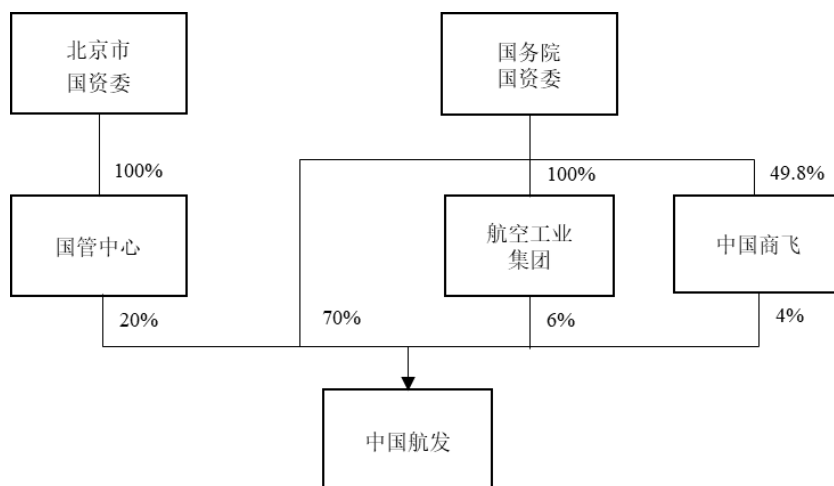 北京市
国资委
国务院
国资委
100%
100%
49.8%
国管中心
航空工业
集团
中国商飞
20%
70%
6%
4%
中国航发